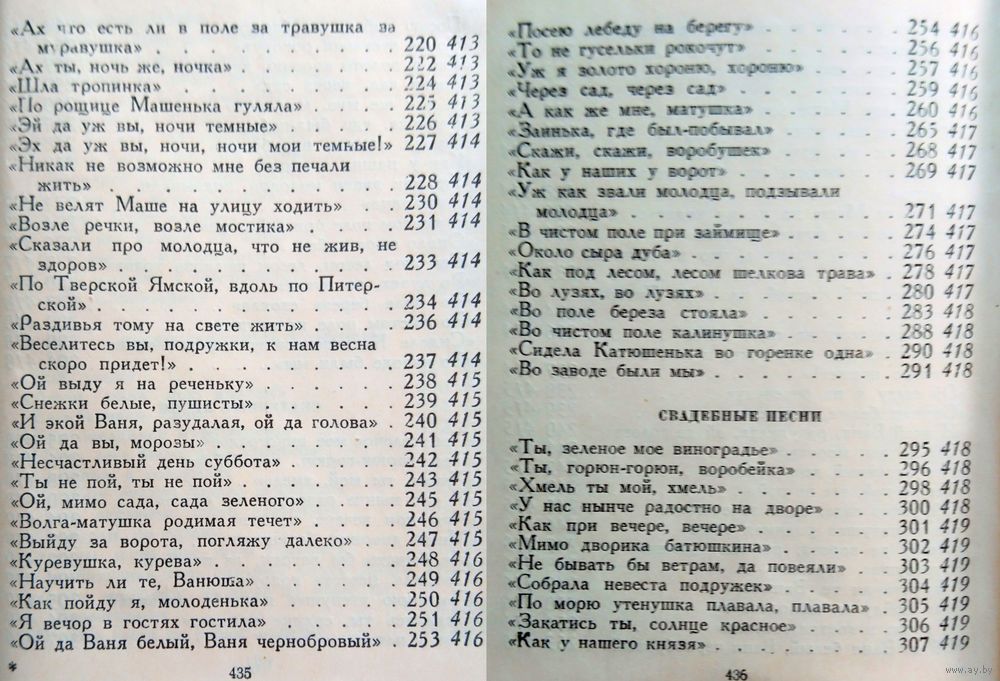 «Ах что есть ли в поле за травушка за
муравушка» . . . . . . . . . . 220 413
«Ах ты, ночь же, ночка» . . . . . . 222 413
«Шла тропинка» . . . . . . . . . 224 413
«По рощице Машенька гуляла» . . . . 225 413
«Эй да уж вы, ночи темные» . . . . . 226 413
«Эх да уж вы, ночи, ночи мои темные!» 227 414
«Никак не возможно мне без печали
жить» . . . . . . . . . . . . 228 414
«Не велят Маше на улицу ходить» . . 230 414
«Возле речки, возле мостика» . . . . 231 414
«Сказали про молодца, что не жив, не
здоров» . . . . . . . . . . . 233 414
«По Тверской Ямской, вдоль по Питер-
ской» . . . . . . . . . . . . 234 414
«Раздивья тому на свете жить» . . . . 236 414
«Веселитесь вы, подружки, к нам весна
скоро придет!» . . . . . . . . . 237 414
«Ой выду я на реченьку» . . . . . . 238 415
«Снежки белые, пушисты» . . . . . . 239 415
«И экой Ваня, разудалая, ой да голова» . 240 415
«Ой да вы, морозы» . . . . . . . . 241 415
«Несчастливый день суббота» . . . . . 242 415
«Ты не пой, ты не пой» . . . . . . . 243 415
«Ой, мимо сада, сада зеленого» . . . . 245 415
«Волга-матушка родимая течет» . . . . 246 415
«Выйду за ворота, погляжу далеко» . . 247 415
«Куревушка, курева» . . . . . . . . 248 416
«Научить ли те, Ванюша» . . . . . . 249 416
«Как пойду я, молоденька» . . . . . . 250 416
«Я вечор в гостях гостила» . . . . . . 251 416
«Ой да Ваня белый, Ваня чернобровый» . 253 416
* 435
«Посею лебеду на берегу» . . . . . . 254 416
«То не гусельки рокочут» . . . . . . 256 416
«Уж я золото хороню, хороню» . . . . 257 416
«Через сад, через сад» . . . . . . . 259 416
«А как же мне, матушка» . . . . . . 260 416
«Заинька, где был-побывал» . . . . . 265 417
«Скажи, скажи, воробушек» . . . . . 268 417
«Как у наших у ворот» . . . . . . . 269 417
«Уж как звали молодца, подзывали
молодца» . . . . . . . . . . . 271 417
«В чистом поле при займище» . . . . . 274 417
«Около сыра дуба» . . . . . . . . 276 417
«Как под лесом, лесом шелкова трава» . 278 417
«Во лузях, во лузях» . . . . . . . . 280 417
«Во поле береза стояла» . . . . . . . 283 418
«Во чистом поле калинушка» . . . . . 288 418
«Сидела Катюшенька во горенке одна» . 290 418
«Во заводе были мы» . . . . . . . . 291 418
СВАДЕБНЫЕ ПЕСНИ
«Ты, зеленое мое виноградье» . . . . . 295 418
«Ты, горюн-горюн, воробейка» . . . . 296 418
«Хмель ты мой, хмель» . . . . . . . 298 418
«У нас нынче радостно на дворе» . . . 300 418
«Как при вечере, вечере» . . . . . . 301 419
«Мимо дворика батюшкина» . . . . . 302 419
«Не бывать бы ветрам, да повеяли» . . 303 419
«Собрала невеста подружек» . . . . . 304 419
«По морю утенушка плавала, плавала» . 305 419
«Закатись ты, солнце красное» . . . . 306 419
«Как у нашего князя» . . . . . . . . 307 419
436
www.ay.by